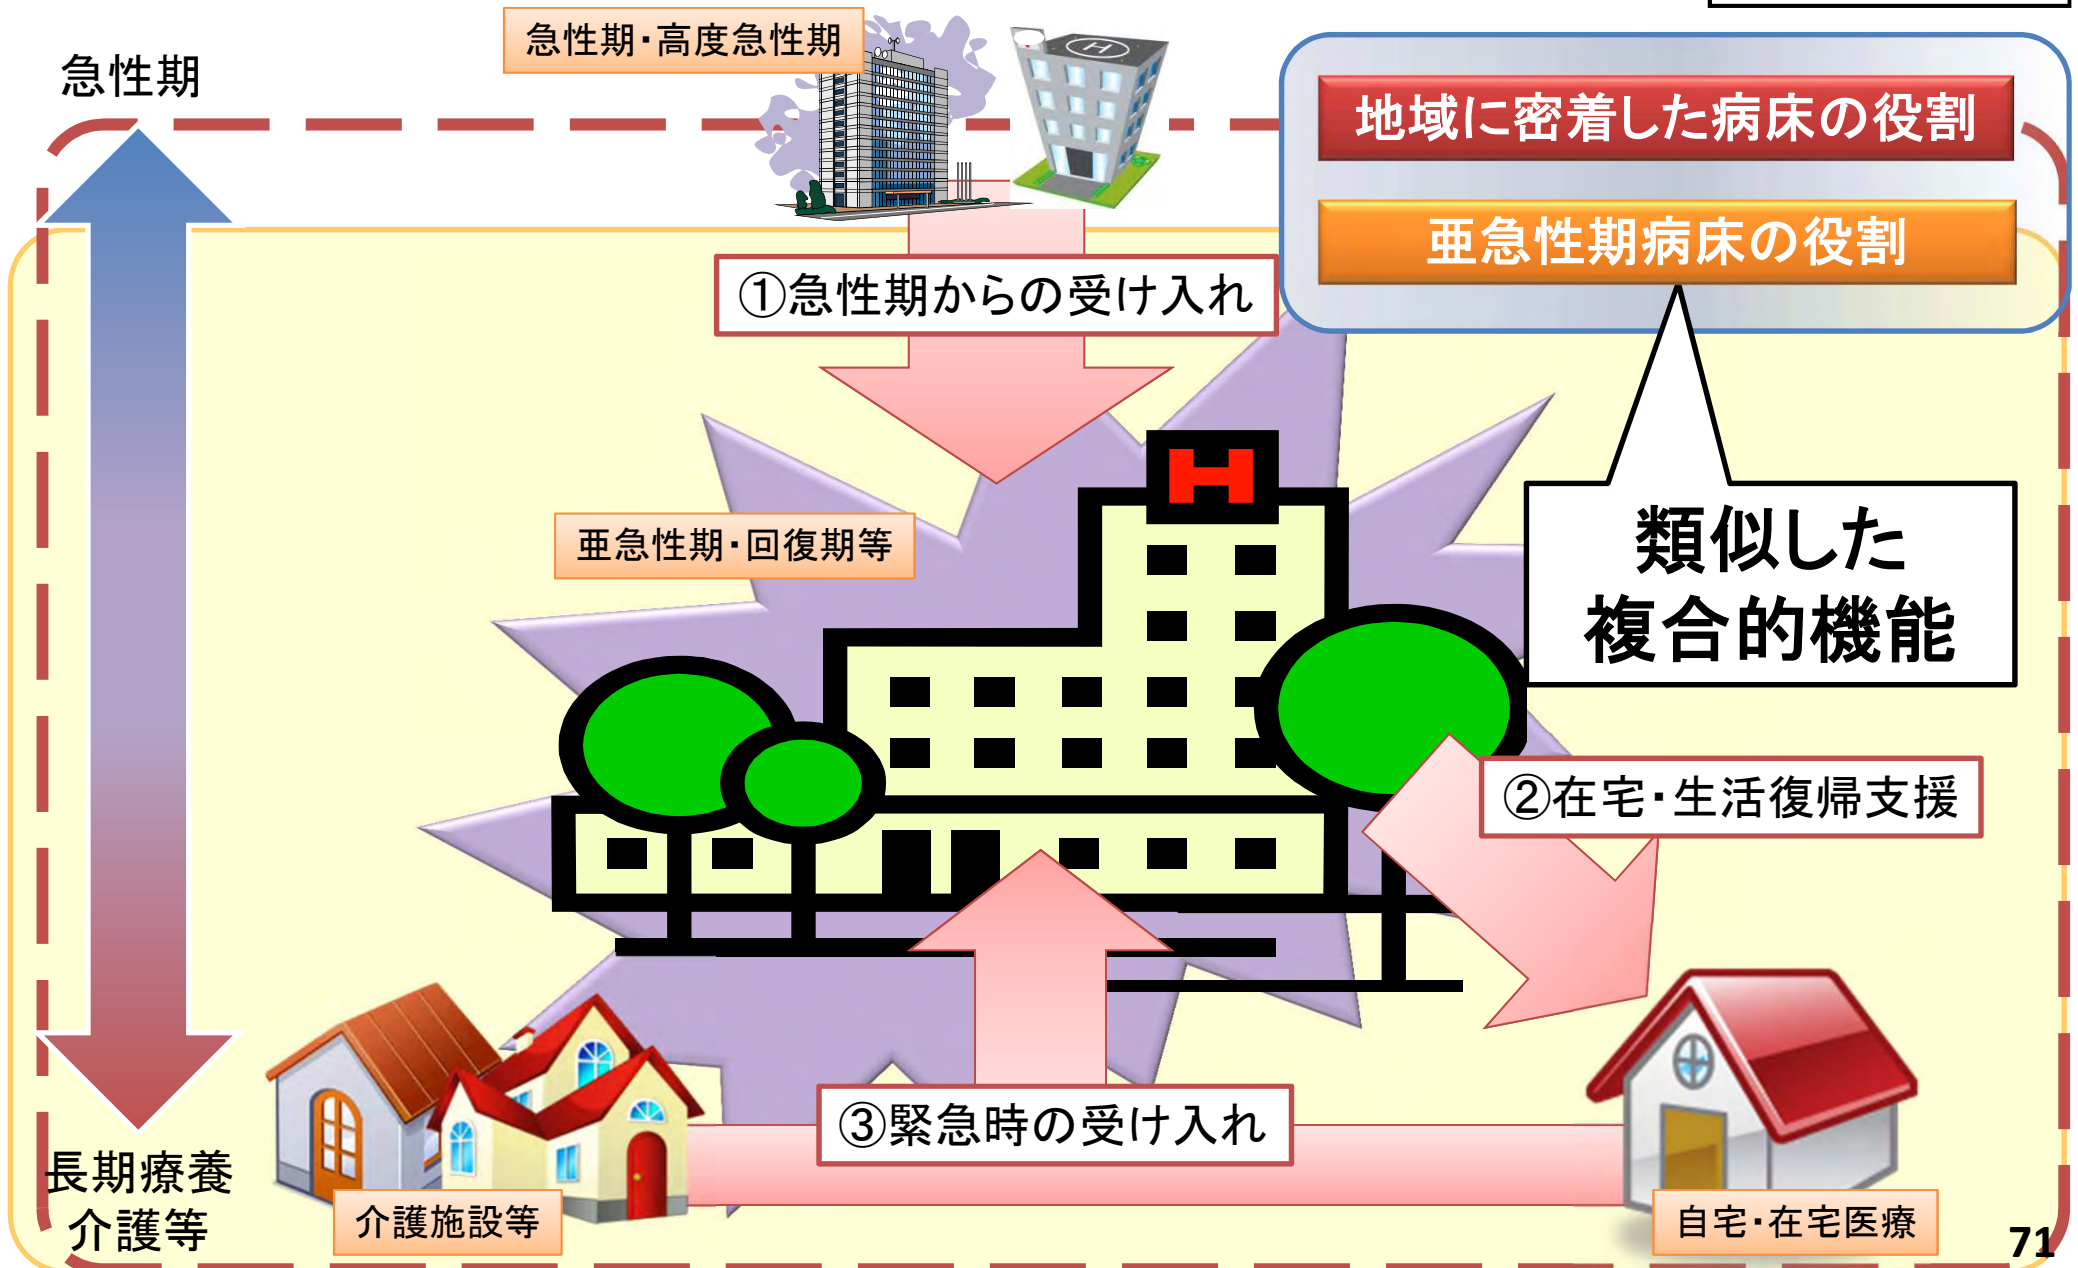 急性期・高度急性期
急性期
地域に密着した病床の役割
亜急性期病床の役割
①急性期からの受け入れ
亜急性期・回復期等
類似した
複合的機能
②在宅・生活復帰支援
③緊急時の受け入れ
長期療養
介護等
介護施設等
自宅・在宅医療
71